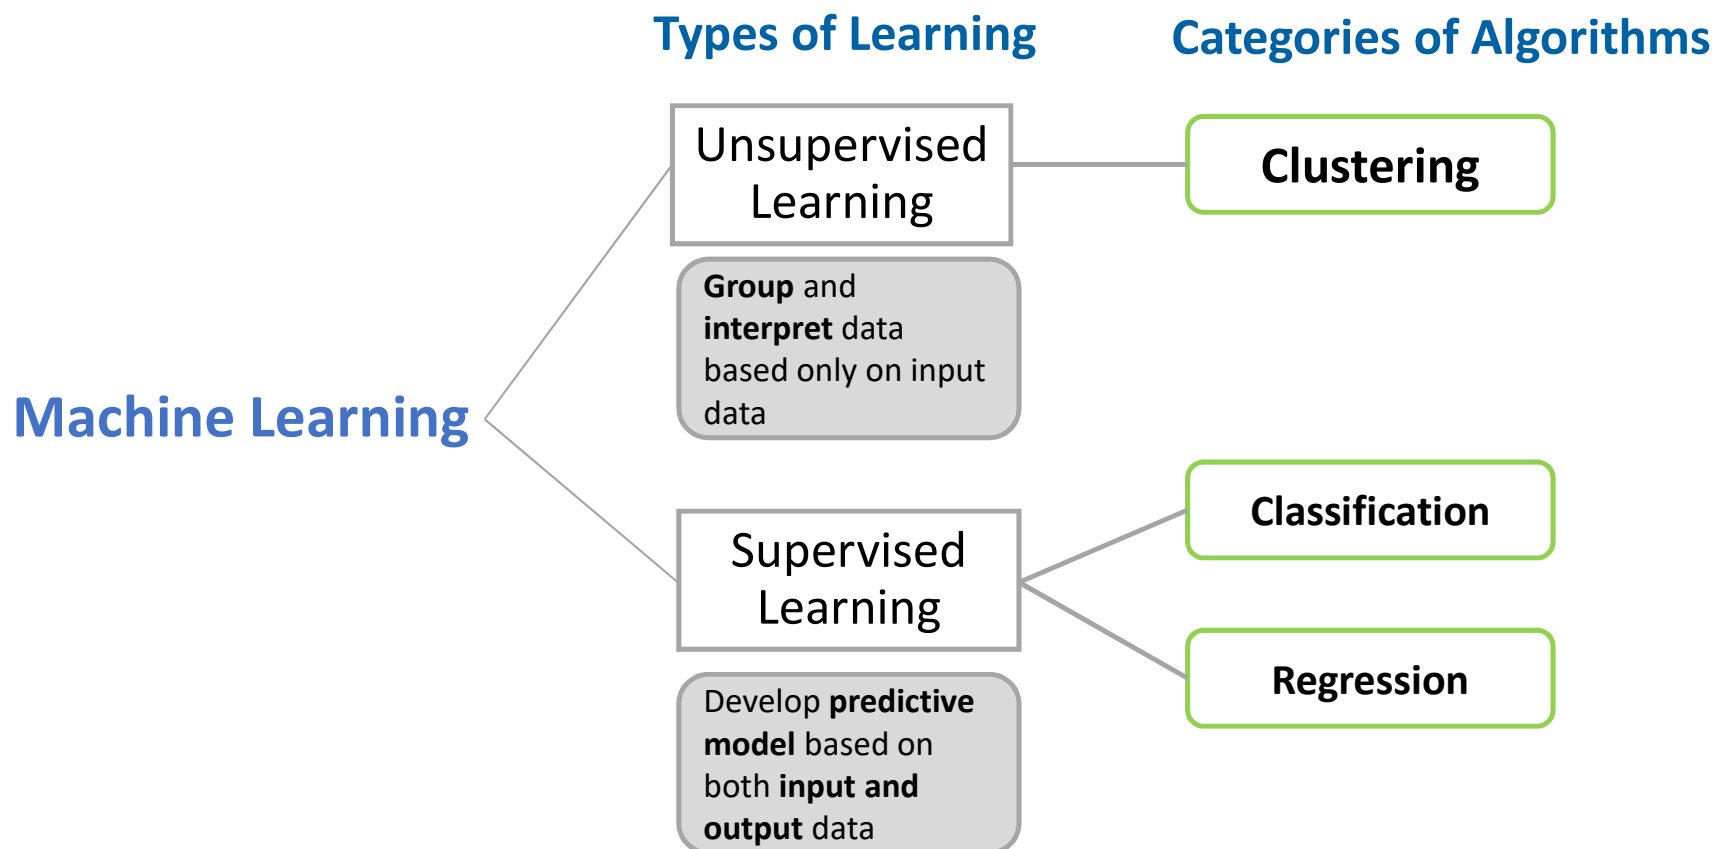 Types of Learning
Categories of Algorithms
Unsupervised
Learning
Clustering
Group and
interpret data
based only on input
data
Machine Learning
Supervised
Learning
Classification
Regression
Develop predictive
model based on
both input and
output data